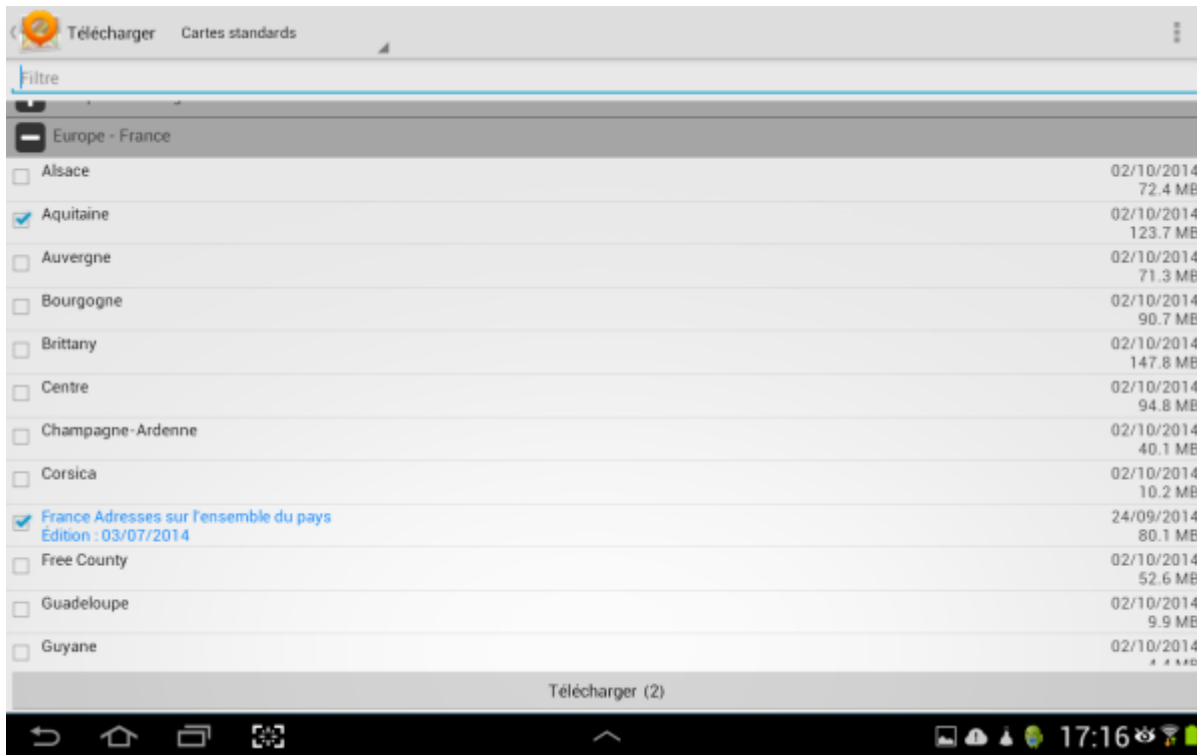 Télécharger Cartes standards
Filtre
Europe - France
Alsace 02/10/2014
72.4 MB
Aquitaine 02/10/2014
123.7 MB
Auvergne 02/10/2014
71.3 MB
Bourgogne 02/10/2014
90.7 MB
Brittany 02/10/2014
147.8 MB
Centre 02/10/2014
94.8 MB
Champagne-Ardenne 02/10/2014
40.1 MB
Corsica 02/10/2014
10.2 MB
France Adresses sur l'ensemble du pays 24/09/2014
Édition : 03/07/2014 80.1 MB
Free County 02/10/2014
52.6 MB
Guadeloupe 02/10/2014
9.9 MB
Guyane 02/10/2014
Télécharger (2)
17:16